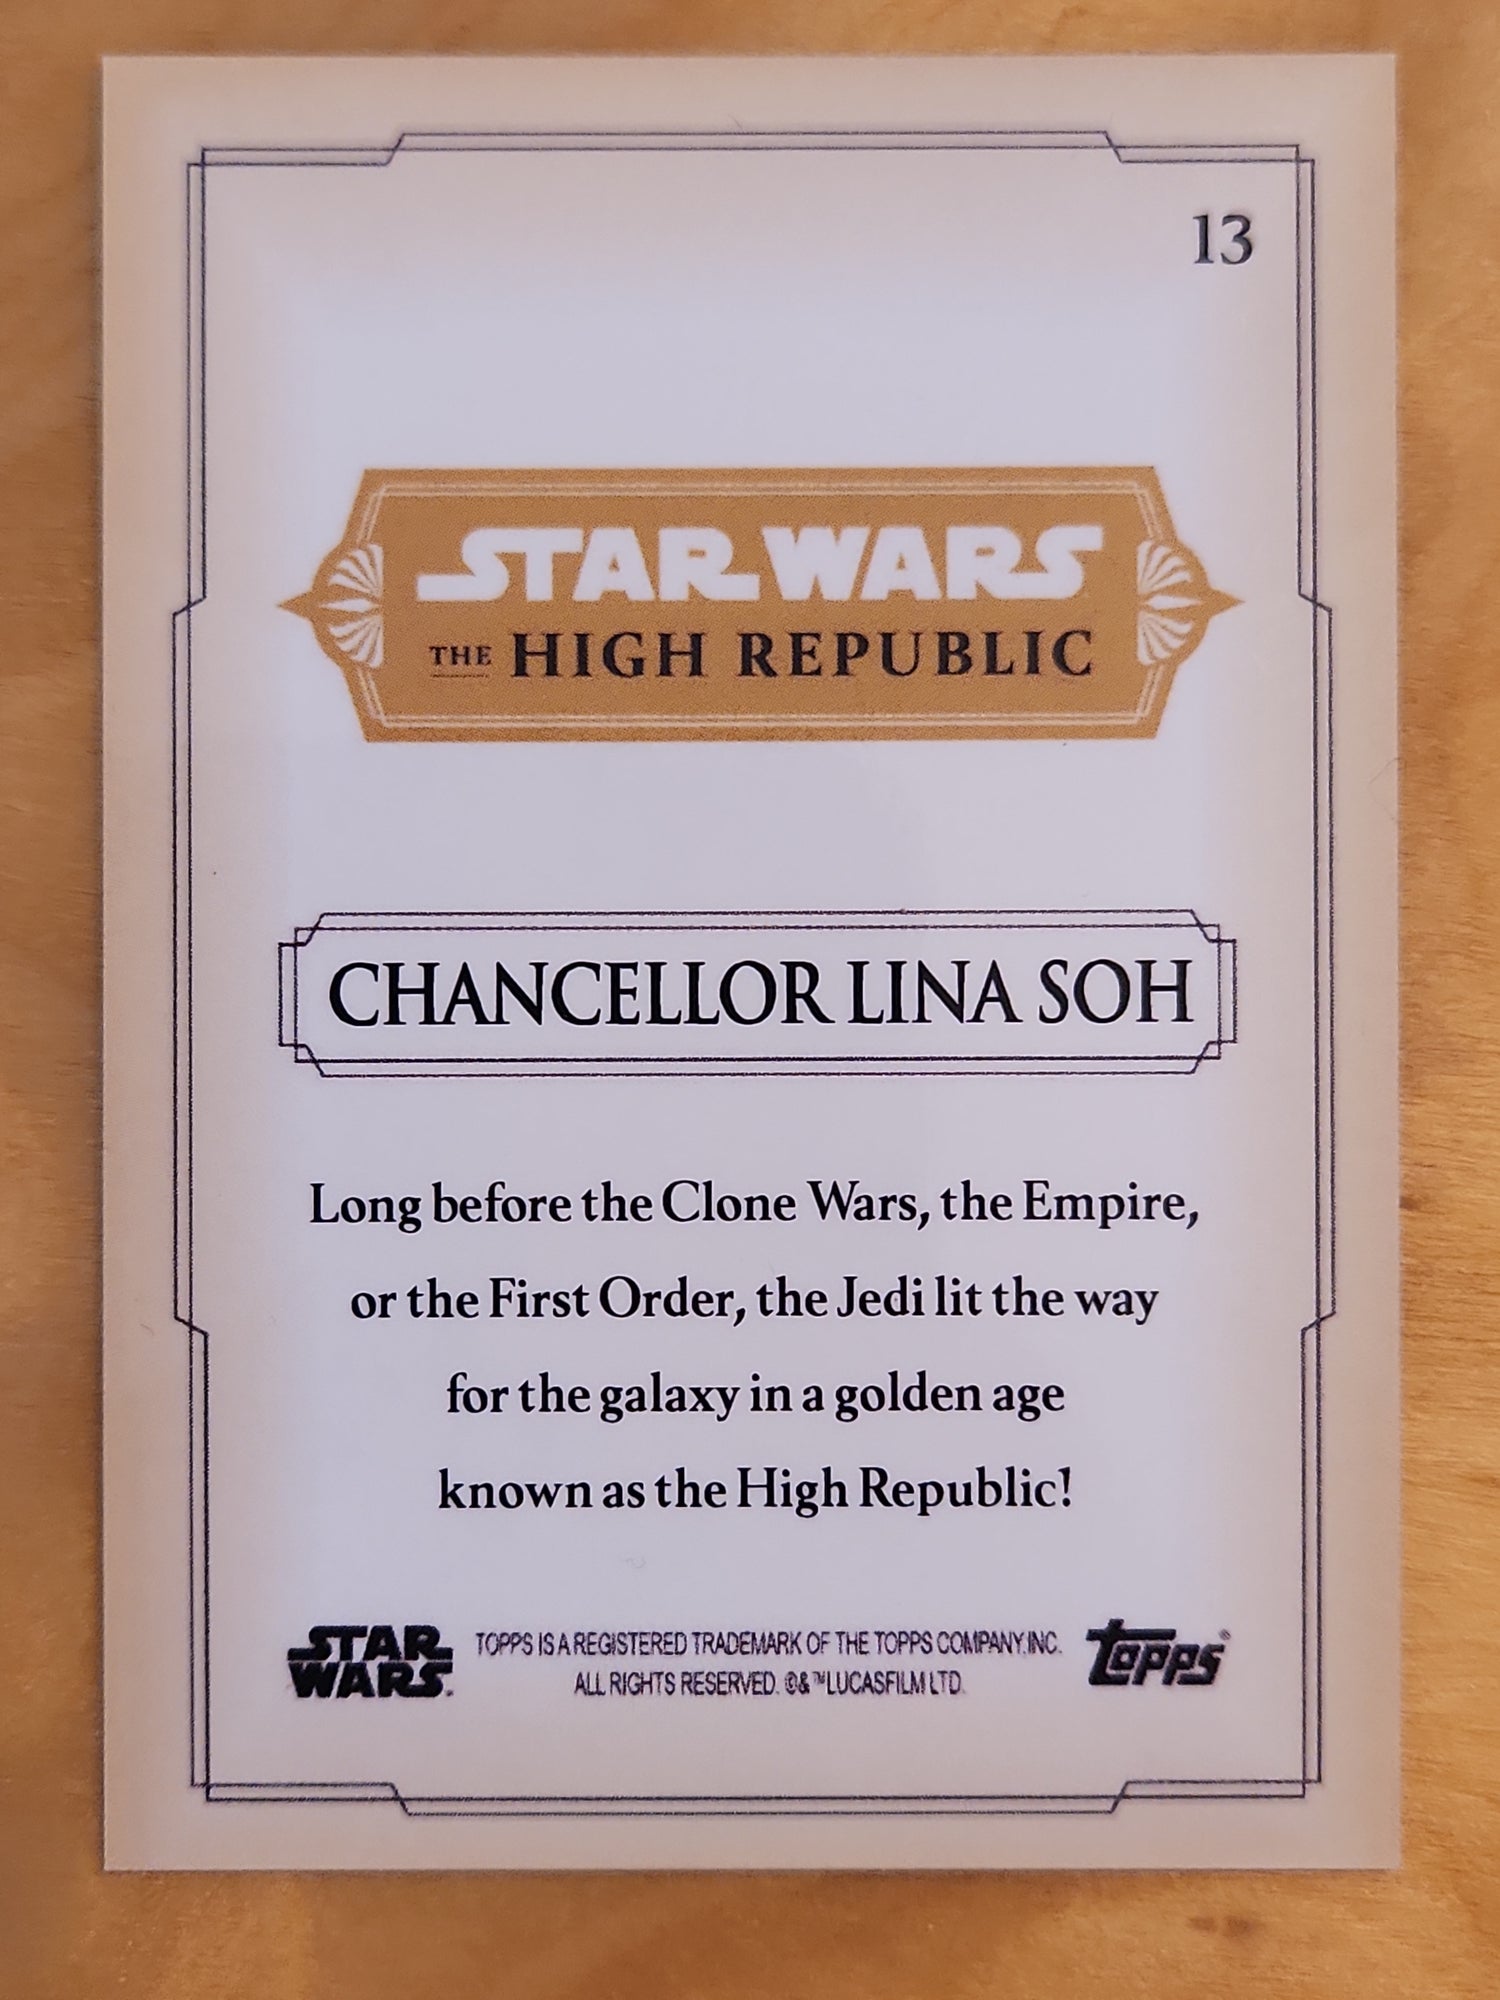 13
STAR WARS
THE HIGH REPUBLIC
CHANCELLOR LINA SOH
Long before the Clone Wars, the Empire,
or the First Order, the Jedi lit the way
for the galaxy in a golden age
known as the High Republic!
STAR
WARS
TOPPS IS A REGISTERED TRADEMARK OF THE TOPPS COMPANY, INC.
ALL RIGHTS RESERVED. ©& ™ LUCASFILM LTD.
topps®